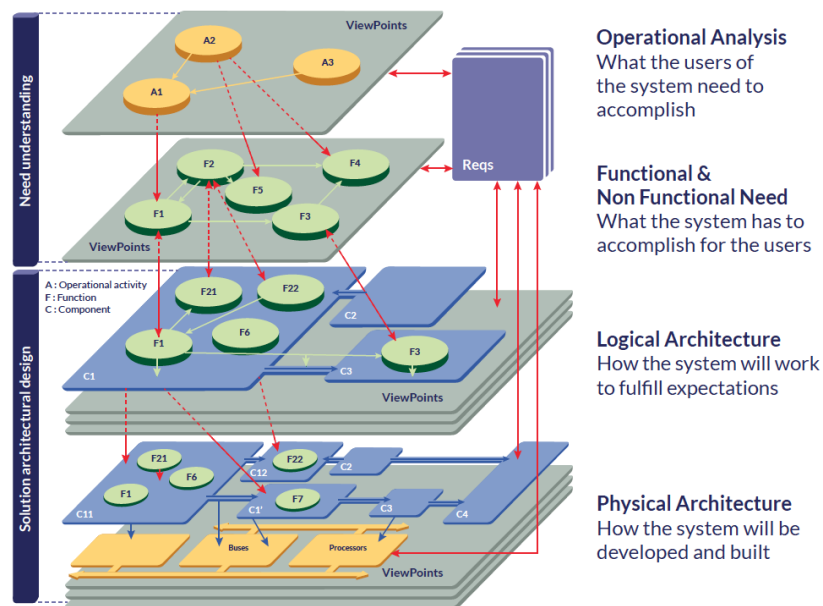 Need understanding
Solution architectural design
ViewPoints
A2
A3
A1
Reqs
F2
F4
F5
F1
F3
ViewPoints
A : Operational activity
F : Function
C : Component
F21
F22
C2
F6
F1
F3
C1
C3
ViewPoints
F21
F22
C2
F6
C12
F1
F7
C3
C4
C11
C1'
Buses
Processors
ViewPoints
Operational Analysis
What the users of
the system need to
accomplish
Functional &
Non Functional Need
What the system has to
accomplish for the users
Logical Architecture
How the system will work
to fulfill expectations
Physical Architecture
How the system will be
developed and built